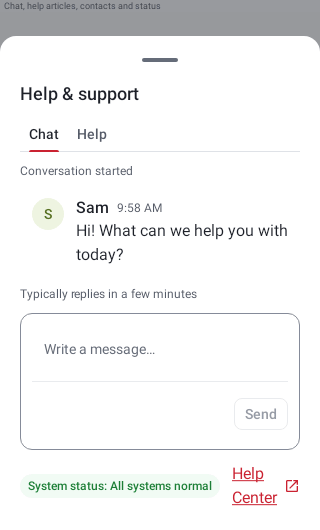 Chat, help articles, contacts and status
Help & support
Chat Help
Conversation started
S
Sam 9:58 AM
Hi! What can we help you with
today?
Typically replies in a few minutes
Write a message...
Send
System status: All systems normal
Help
Center